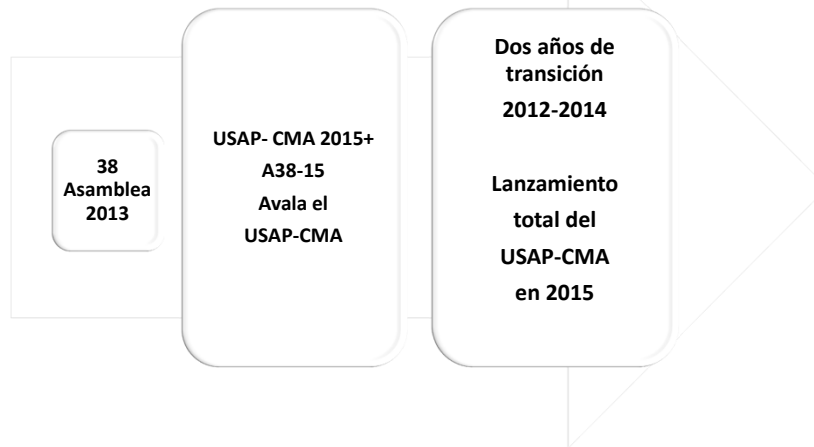 38
Asamblea
2013
USAP- CMA 2015+
A38-15
Avala el
USAP-CMA
Dos años de
transición
2012-2014
Lanzamiento
total del
USAP-CMA
en 2015